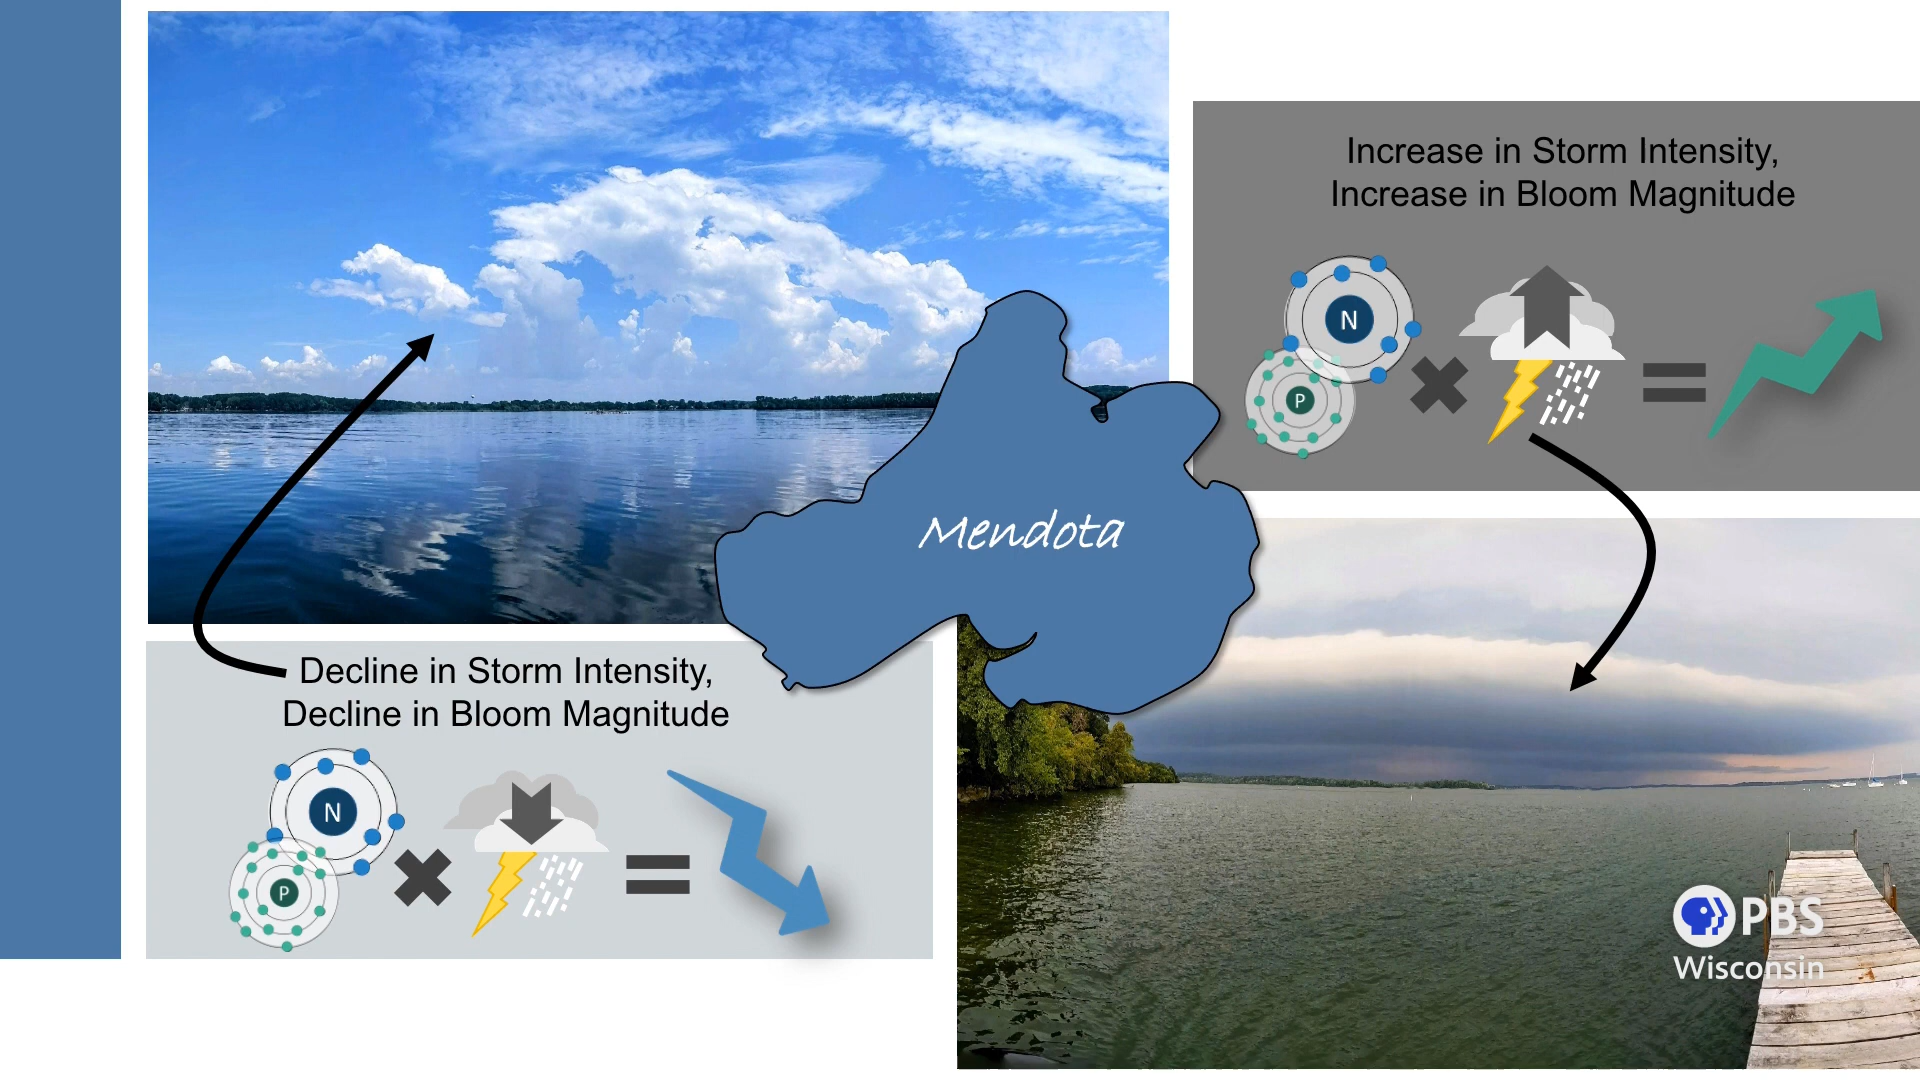 Increase in Storm Intensity,
Increase in Bloom Magnitude
N
P
Mendota
Decline in Storm Intensity,
Decline in Bloom Magnitude
N
P
PBS
Wisconsin